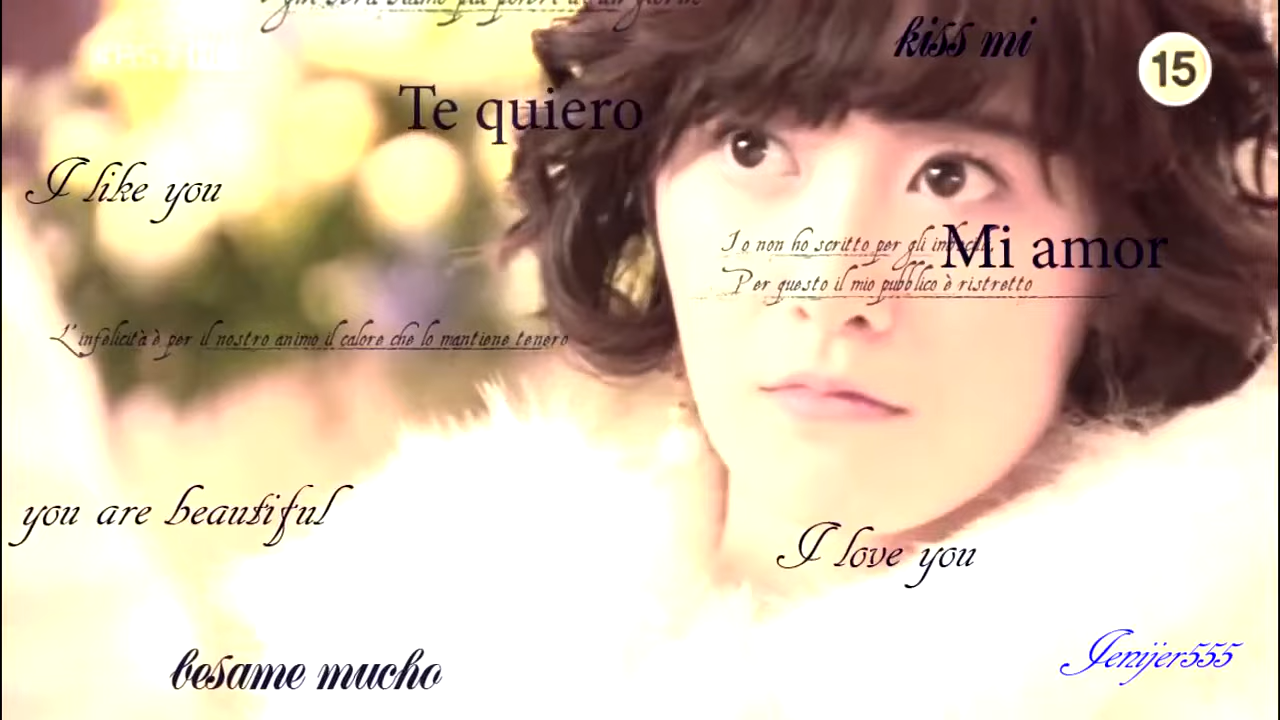 kiss mi
15
Te quiero
I like you
Io non ho scritto per gli
Mi amor
Per questo il mio pubblico è ristretto
L'infelicità è per il nostro animo il calore che lo mantiene tenero
you are beautiful
I love you
besame mucho
Jenijer555